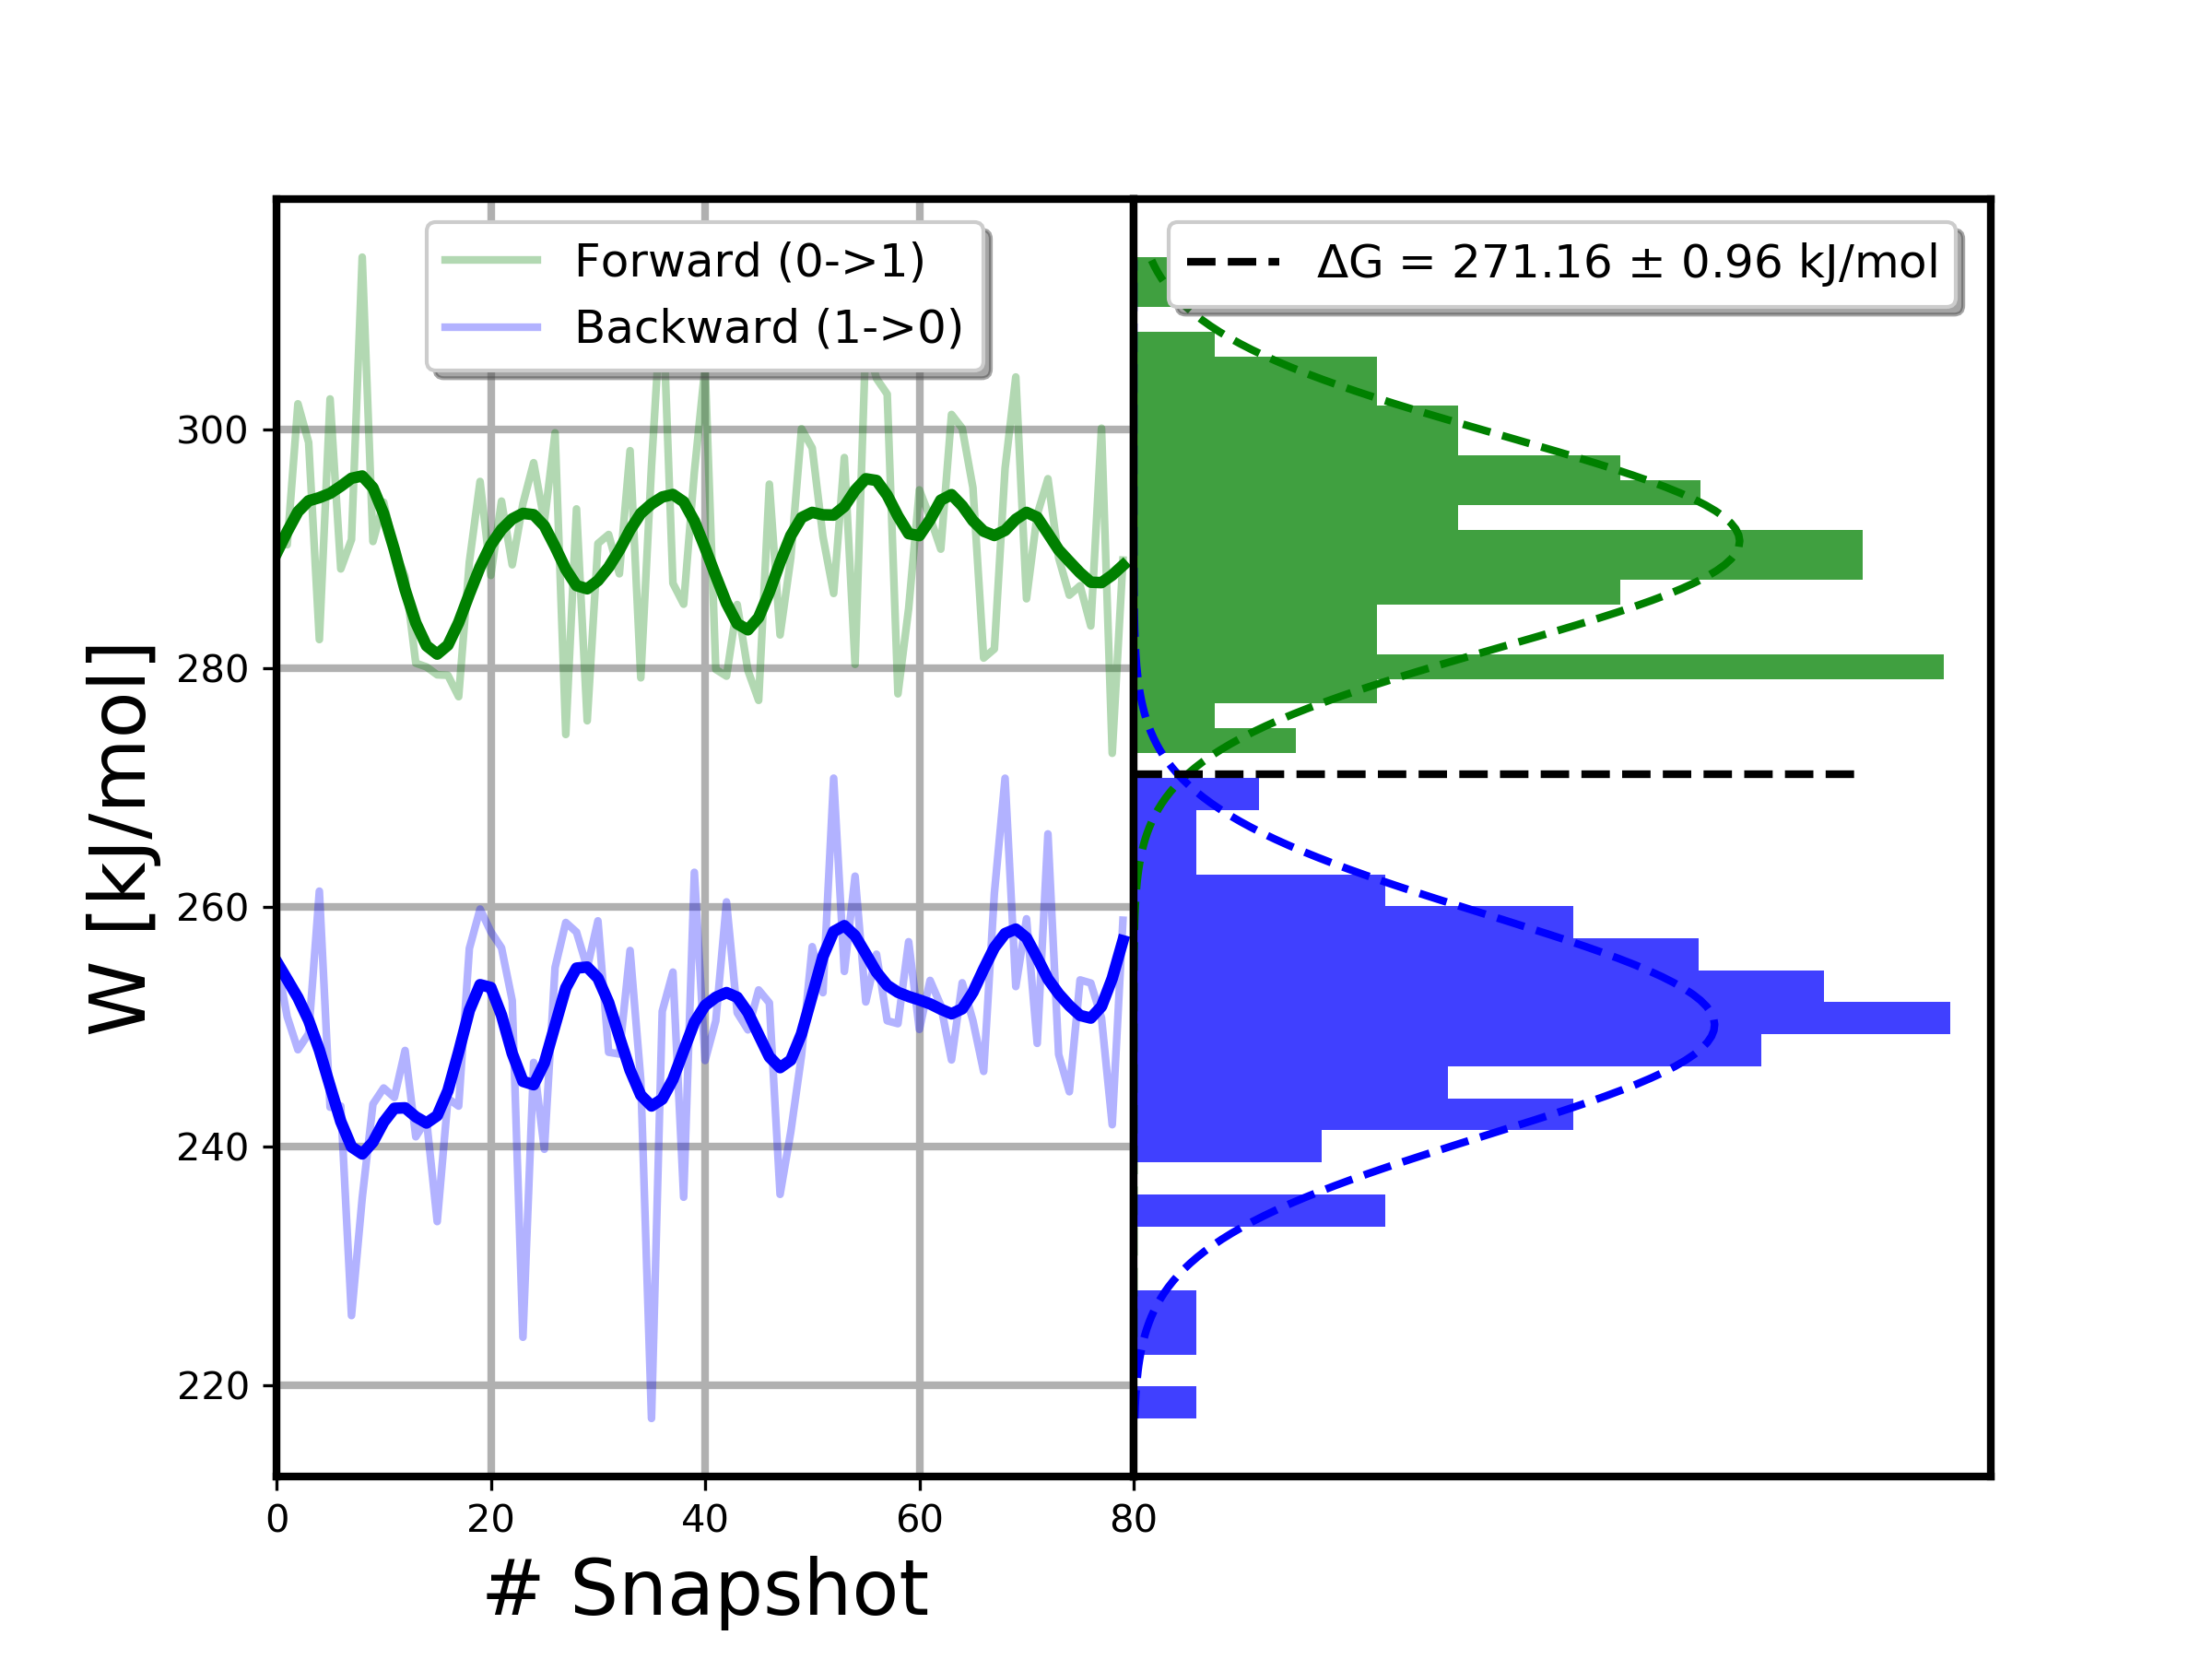 Forward (0->1)
Backward (1->0)
ΔG = 271.16 ± 0.96 kJ/mol
W [kJ/mol]
300
280
260
240
220
0 20 40 60 80
# Snapshot